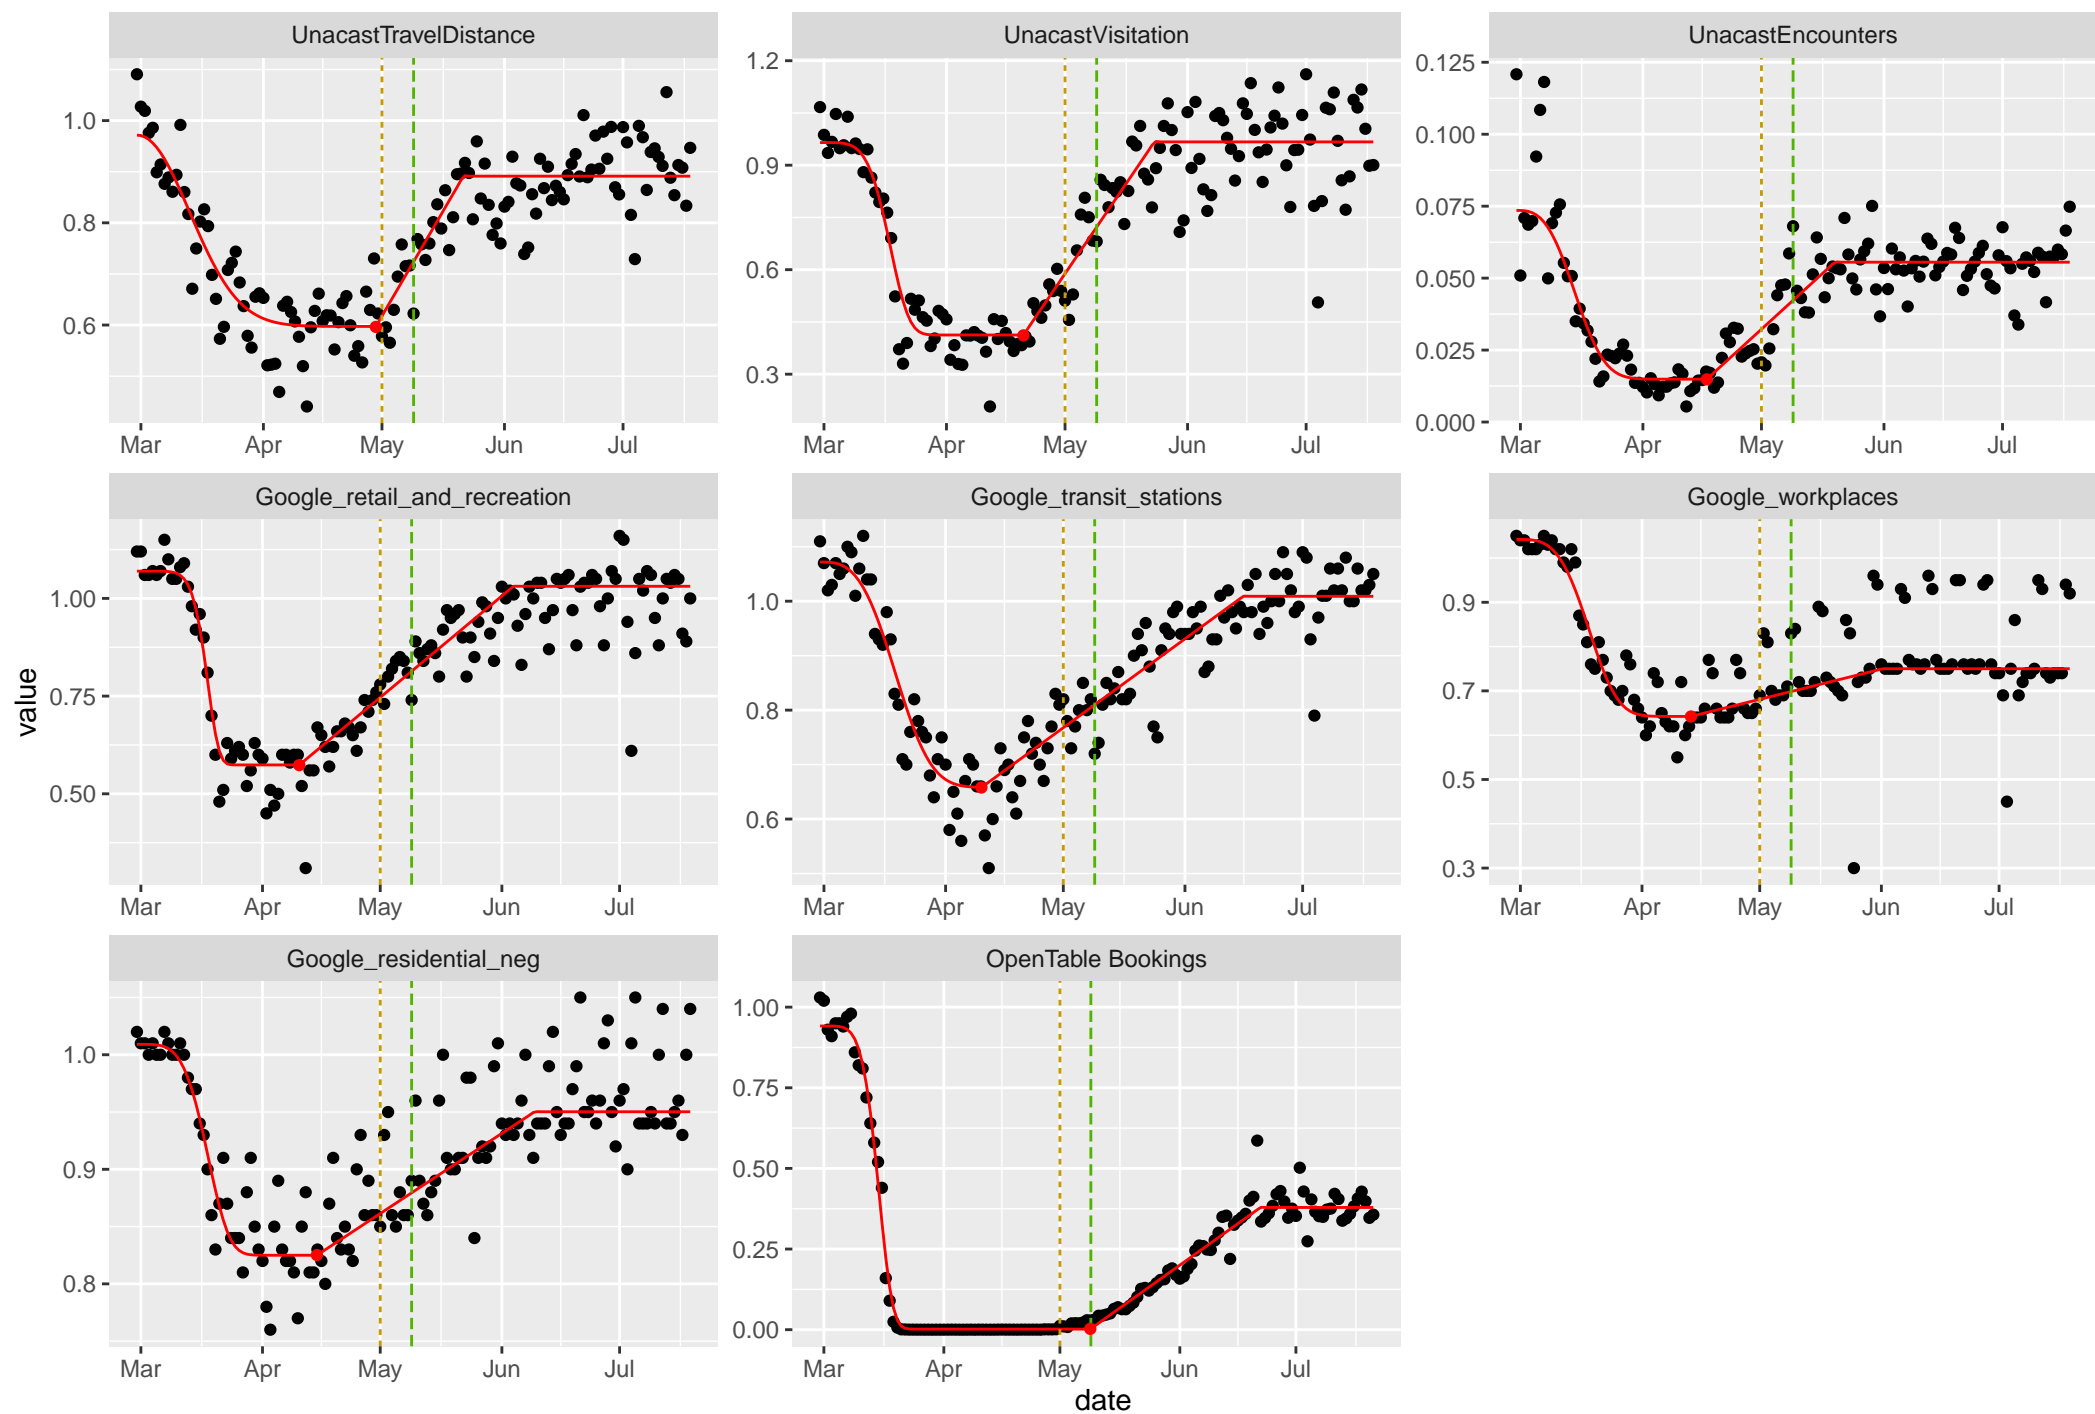 UnacastTravelDistance
UnacastVisitation
UnacastEncounters
1.0
0.8
0.6
Mar Apr May Jun Jul
1.2
0.9
0.6
0.3
Mar Apr May Jun Jul
0.125
0.100
0.075
0.050
0.025
0.000
Mar Apr May Jun Jul
Google_retail_and_recreation
Google_transit_stations
Google_workplaces
value
1.00
0.75
0.50
Mar Apr May Jun Jul
1.0
0.8
0.6
Mar Apr May Jun Jul
0.9
0.7
0.5
0.3
Mar Apr May Jun Jul
Google_residential_neg
OpenTable Bookings
1.0
0.9
0.8
Mar Apr May Jun Jul
1.00
0.75
0.50
0.25
0.00
Mar Apr May Jun Jul
date